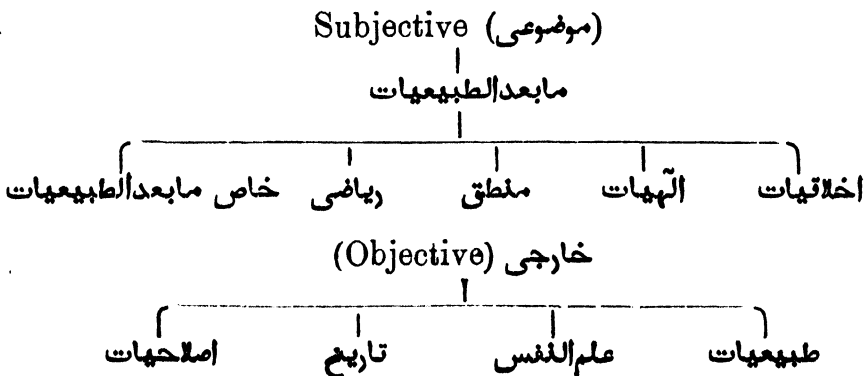 (موضوعی) Subjective
مابعدالطبیعیات
اخلاقیات الٓہیات منطق ریاضی خاص مابعدالطبیعیات
خارجی (Objective)
طبیعیات علم‌النفس تاریخ اصلاحیات